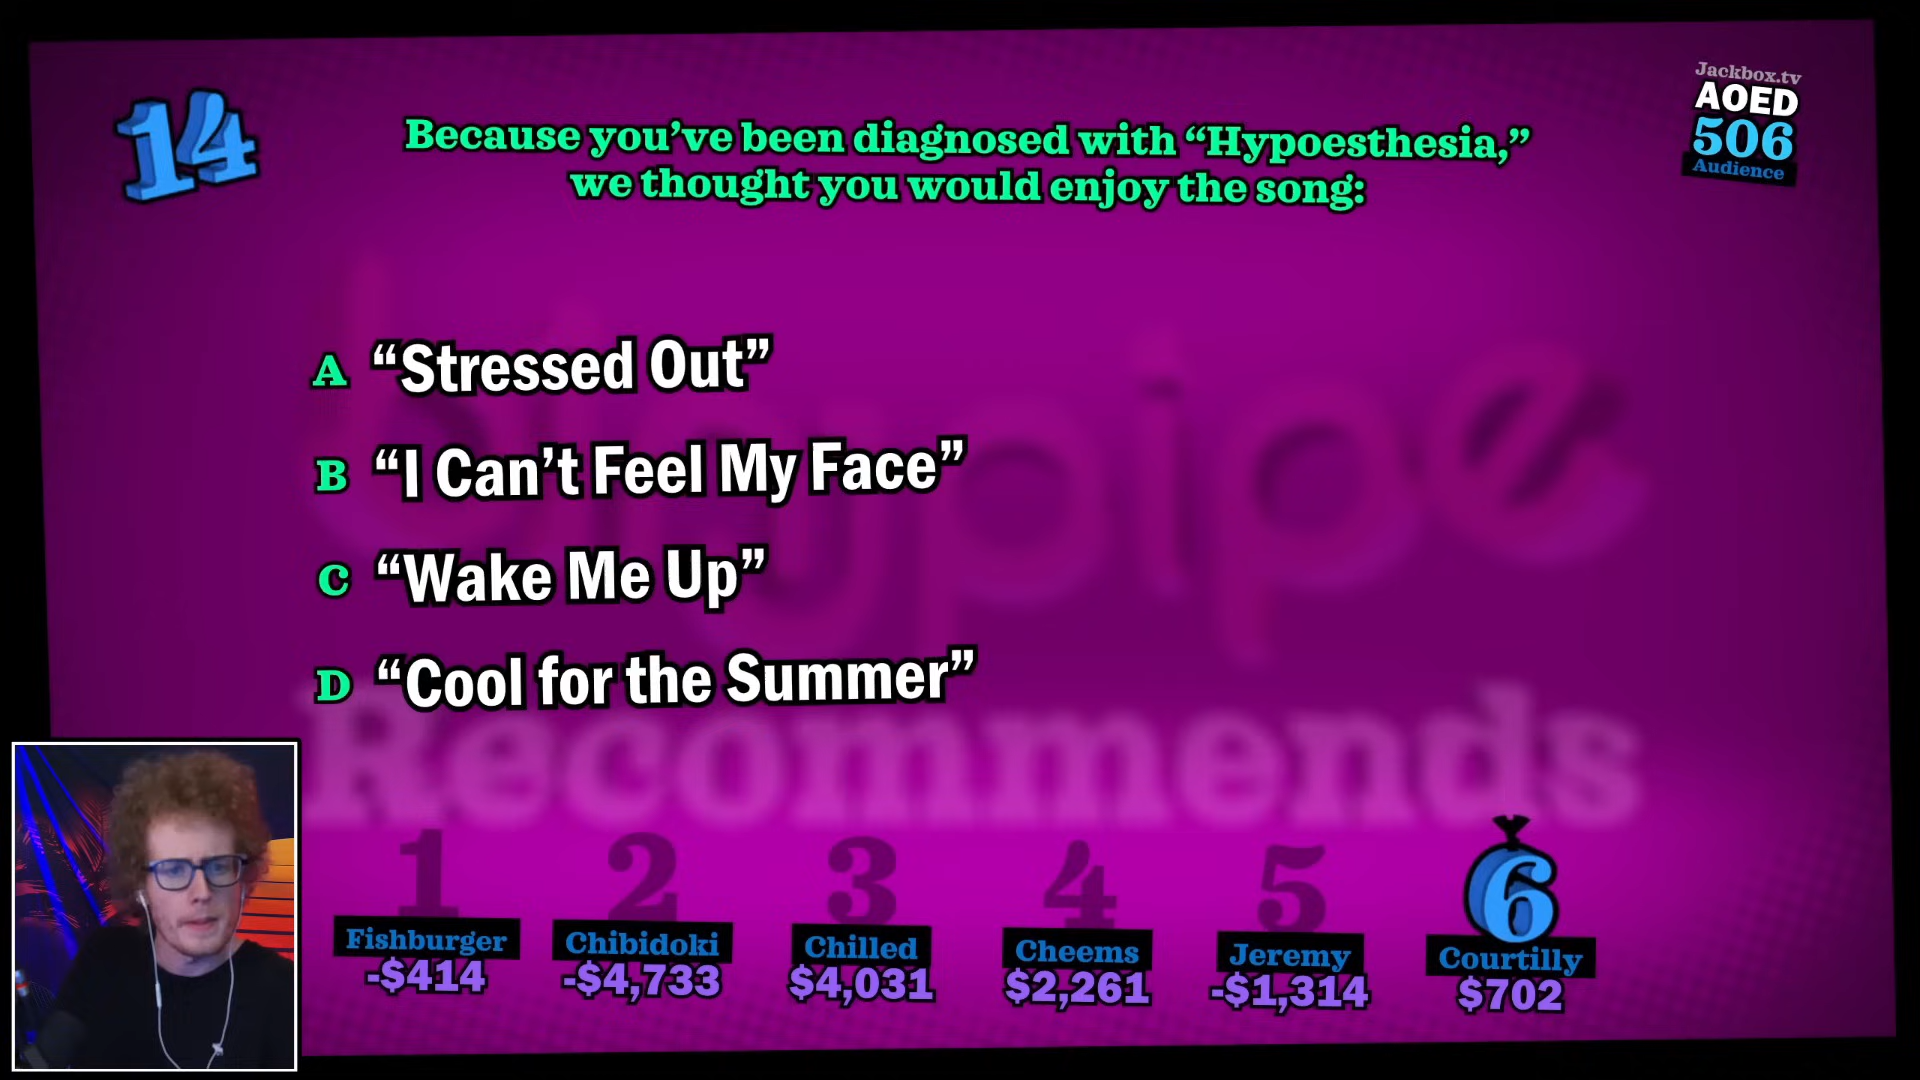 14
Because you've been diagnosed with “Hypoesthesia,”
we thought you would enjoy the song:
Jackbox.tv
AOED
506
Audience
A “Stressed Out”
B “I Can't Feel My Face”
C “Wake Me Up”
D “Cool for the Summer”
Recommends
1 2 3 4 5 6
Fishburger Chibidoki Chilled Cheems Jeremy Courtilly
-$414 -$4,733 $4,031 $2,261 -$1,314 $702